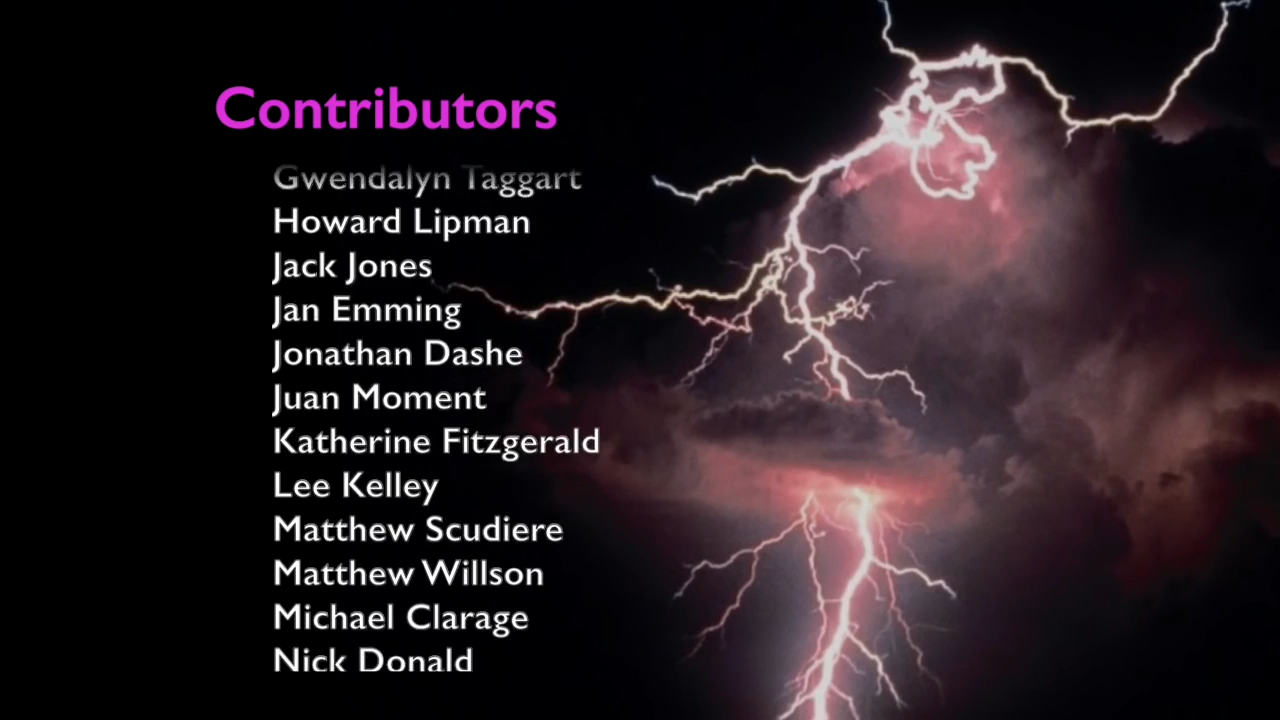 Contributors
Gwendalyn Taggart
Howard Lipman
Jack Jones
Jan Emming
Jonathan Dashe
Juan Moment
Katherine Fitzgerald
Lee Kelley
Matthew Scudiere
Matthew Willson
Michael Clarage
Nick Donald